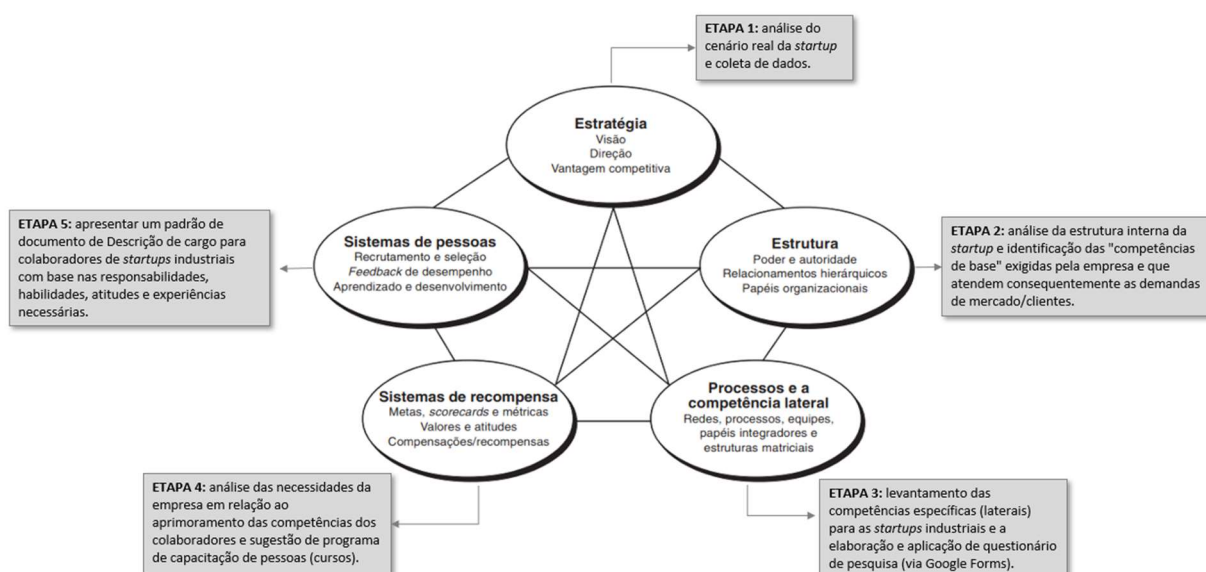 ETAPA 1: análise do
cenário real da startup
e coleta de dados.
Estratégia
Visão
Direção
Vantagem competitiva
ETAPA 5: apresentar um padrão de
documento de Descrição de cargo para
colaboradores de startups industriais
com base nas responsabilidades,
habilidades, atitudes e experiências
necessárias.
Sistemas de pessoas
Recrutamento e seleção
Feedback de desempenho
Aprendizado e desenvolvimento
Estrutura
Poder e autoridade
Relacionamentos hierárquicos
Papéis organizacionais
ETAPA 2: análise da estrutura interna da
startup e identificação das "competências
de base" exigidas pela empresa e que
atendem consequentemente as demandas
de mercado/clientes.
Sistemas de recompensa
Metas, scorecards e métricas
Valores e atitudes
Compensações/recompensas
Processos e a
competência lateral
Redes, processos, equipes,
papéis integradores e
estruturas matriciais
ETAPA 4: análise das necessidades da
empresa em relação ao
aprimoramento das competências dos
colaboradores e sugestão de programa
de capacitação de pessoas (cursos).
ETAPA 3: levantamento das
competências específicas (laterais)
para as startups industriais e a
elaboração e aplicação de questionário
de pesquisa (via Google Forms).